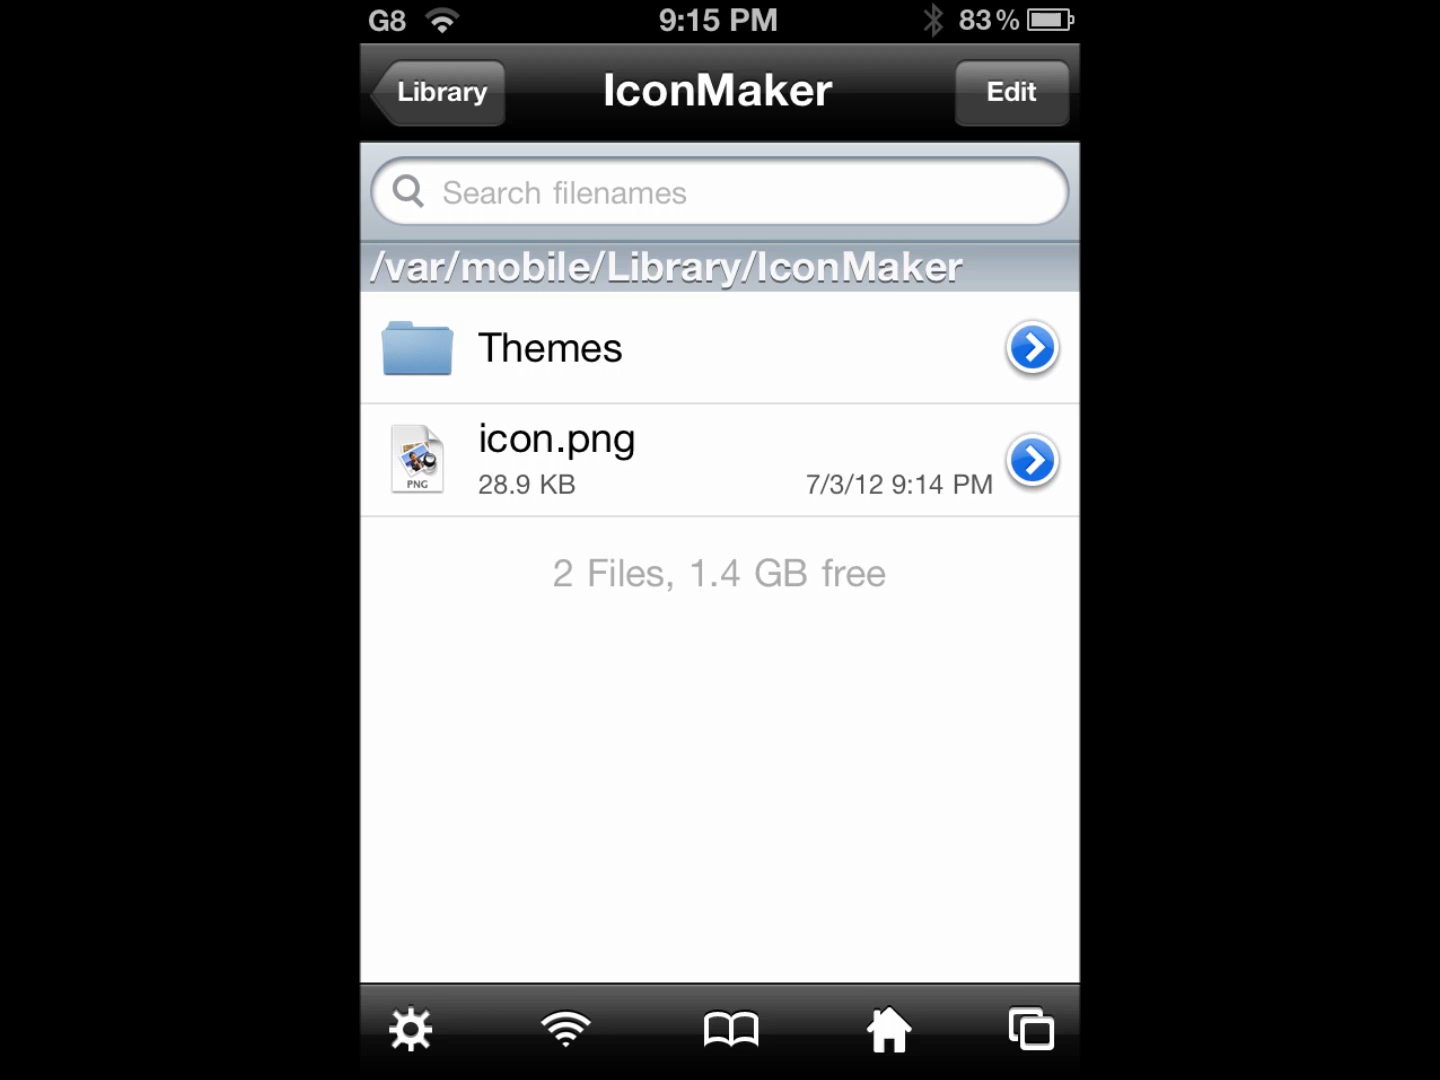 G8 9:15 PM 83%
Library IconMaker Edit
Search filenames
/var/mobile/Library/IconMaker
Themes
icon.png
PNG 28.9 KB 7/3/12 9:14 PM
2 Files, 1.4 GB free